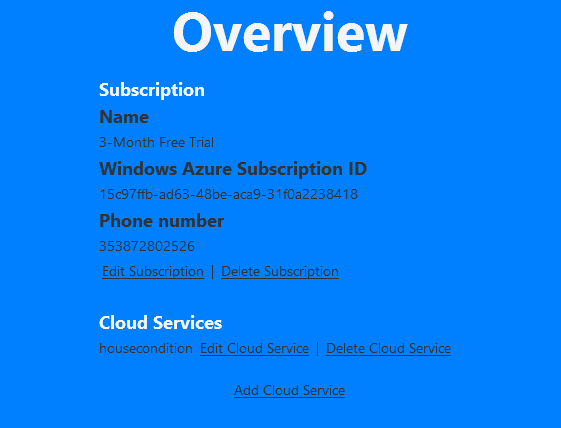 Overview
Subscription
Name
3-Month Free Trial
Windows Azure Subscription ID
15c97ffb-ad63-48be-aca9-31f0a2238418
Phone number
353872802526
Edit Subscription | Delete Subscription
Cloud Services
housecondition Edit Cloud Service | Delete Cloud Service
Add Cloud Service